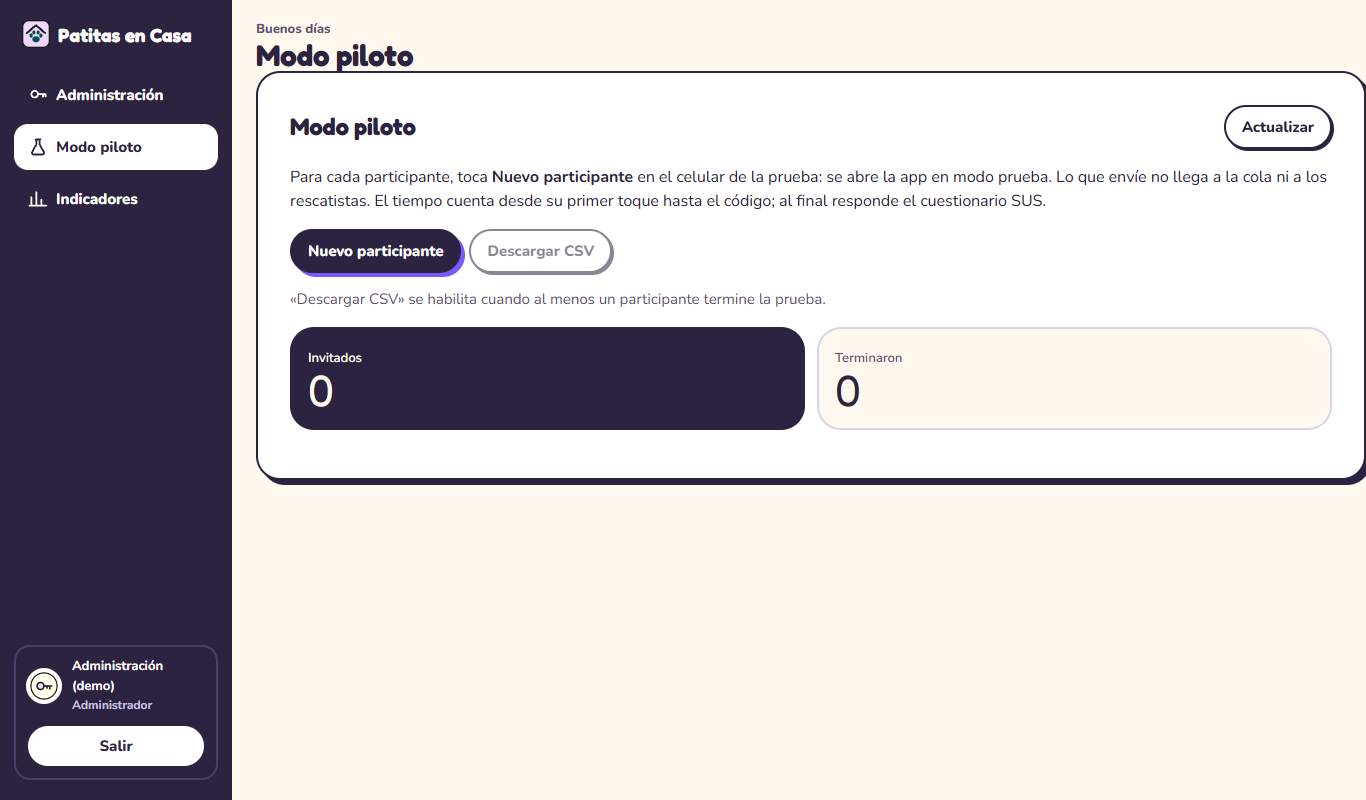 Patitas en Casa
Administración
Modo piloto
Indicadores
Administración
(demo)
Administrador
Salir
Buenos días
Modo piloto
Modo piloto
Actualizar
Para cada participante, toca Nuevo participante en el celular de la prueba: se abre la app en modo prueba. Lo que envíe no llega a la cola ni a los
rescatistas. El tiempo cuenta desde su primer toque hasta el código; al final responde el cuestionario SUS.
Nuevo participante
Descargar CSV
«Descargar CSV» se habilita cuando al menos un participante termine la prueba.
Invitados
0
Terminaron
0